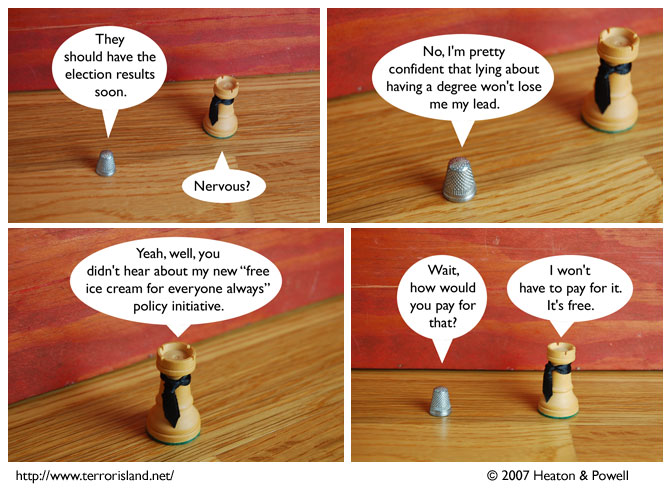 They
should have the
election results
soon.
Nervous?
No, I'm pretty
confident that lying about
having a degree won't lose
me my lead.
Yeah, well, you
didn't hear about my new “free
ice cream for everyone always”
policy initiative.
Wait,
how would
you pay for
that?
I won't
have to pay for it.
It's free.
http://www.terrorisland.net/
© 2007 Heaton & Powell